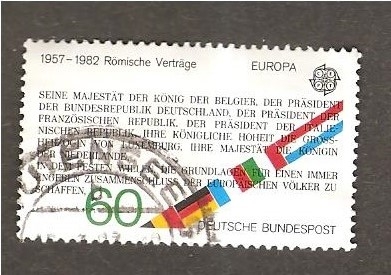 1957–1982 Römische Verträge EUROPA
CEPT
SEINE MAJESTÄT DER KÖNIG DER BELGIER, DER PRÄSIDENT
DER BUNDESREPUBLIK DEUTSCHLAND, DER PRÄSIDENT DER
FRANZÖSISCHEN REPUBLIK, DER PRÄSIDENT DER ITALIE-
NISCHEN REPUBLIK, IHRE KÖNIGLICHE HOHEIT DIE GROSS-
HERZOGIN VON LUXEMBURG, IHRE MAJESTÄT DIE KÖNIGIN
DER NIEDERLANDE,
IN DEM FESTEN WILLEN, DIE GRUNDLAGEN FÜR EINEN IMMER
ENGEREN ZUSAMMENSCHLUSS DER EUROPÄISCHEN VÖLKER ZU
SCHAFFEN,
60
DEUTSCHE BUNDESPOST